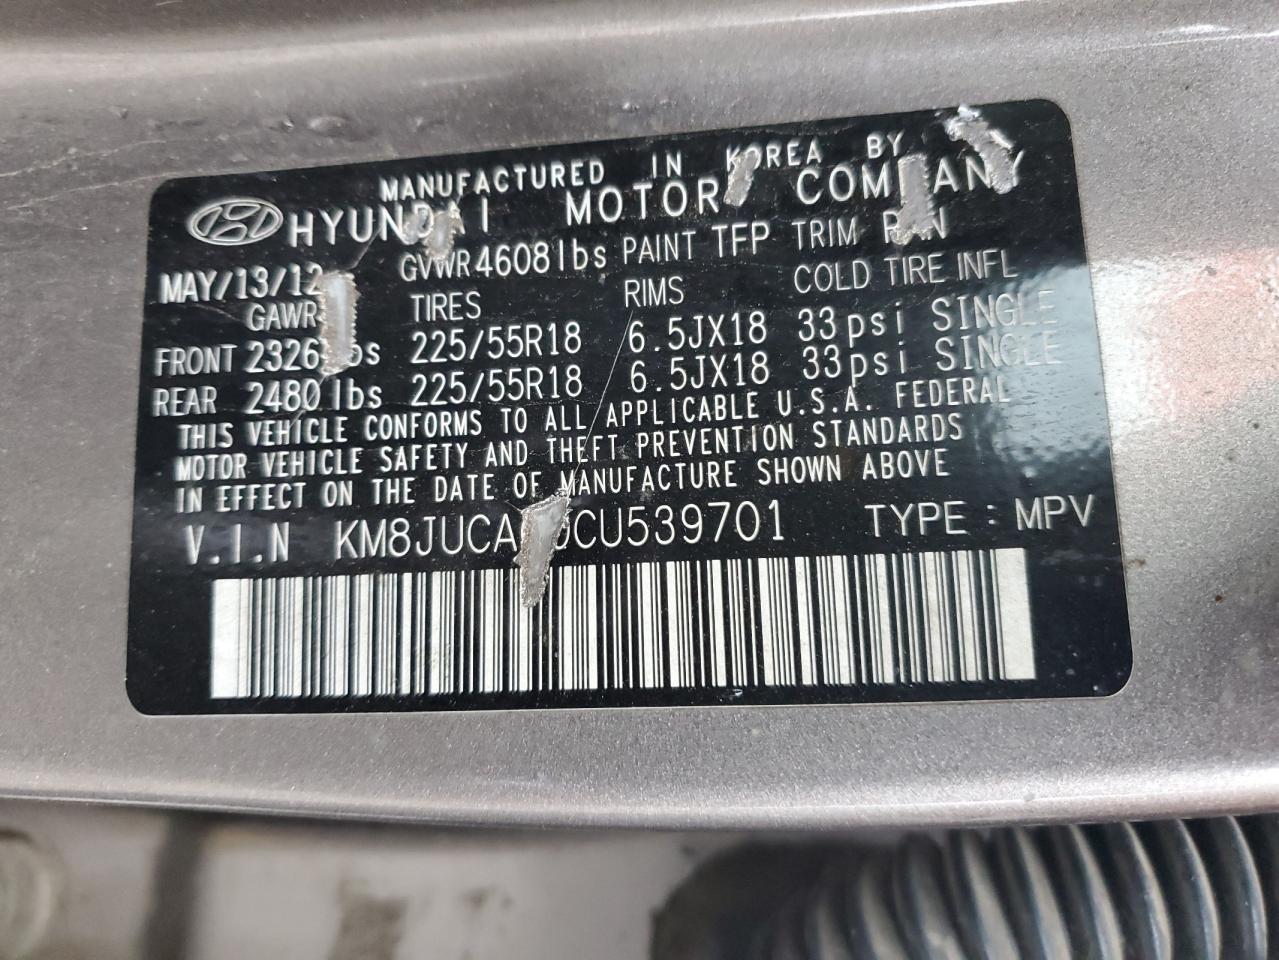 MANUFACTURED IN KOREA BY
HYUNDAI MOTOR COMPANY
MAY/13/12 GVWR 4608lbs PAINT TFP TRIM
GAWR TIRES RIMS COLD TIRE INFL
FRONT 225/55R18 6.5JX18 33psi SINGLE
REAR 2480lbs 225/55R18 6.5JX18 33psi SINGLE
THIS VEHICLE CONFORMS TO ALL APPLICABLE U.S.A. FEDERAL
MOTOR VEHICLE SAFETY AND THEFT PREVENTION STANDARDS
IN EFFECT ON THE DATE OF MANUFACTURE SHOWN ABOVE
V.I.N TYPE : MPV